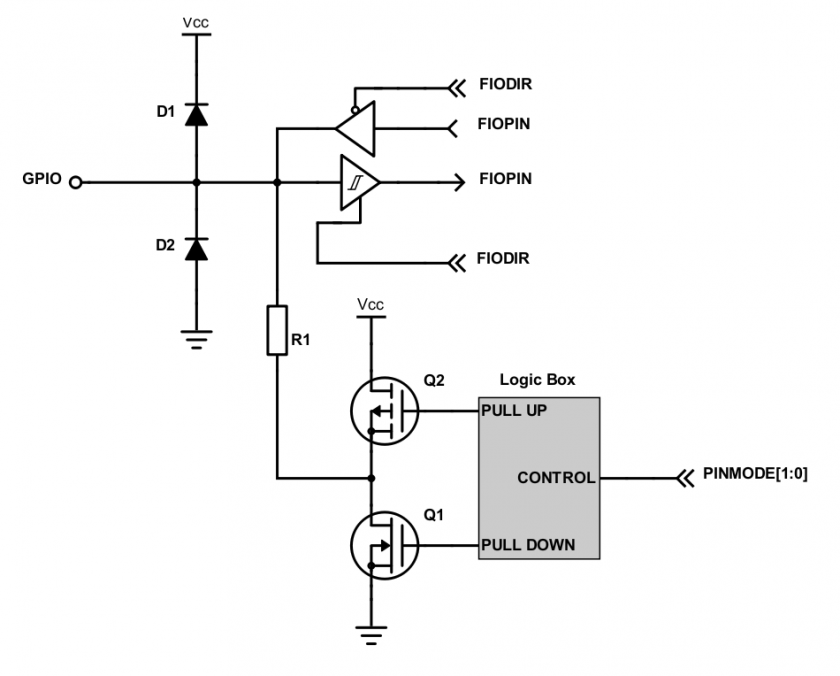 Vcc
D1
FIODIR
FIOPIN
GPIO
FIOPIN
D2
FIODIR
Vcc
R1
Q2
Logic Box
PULL UP
CONTROL
PINMODE[1:0]
Q1
PULL DOWN